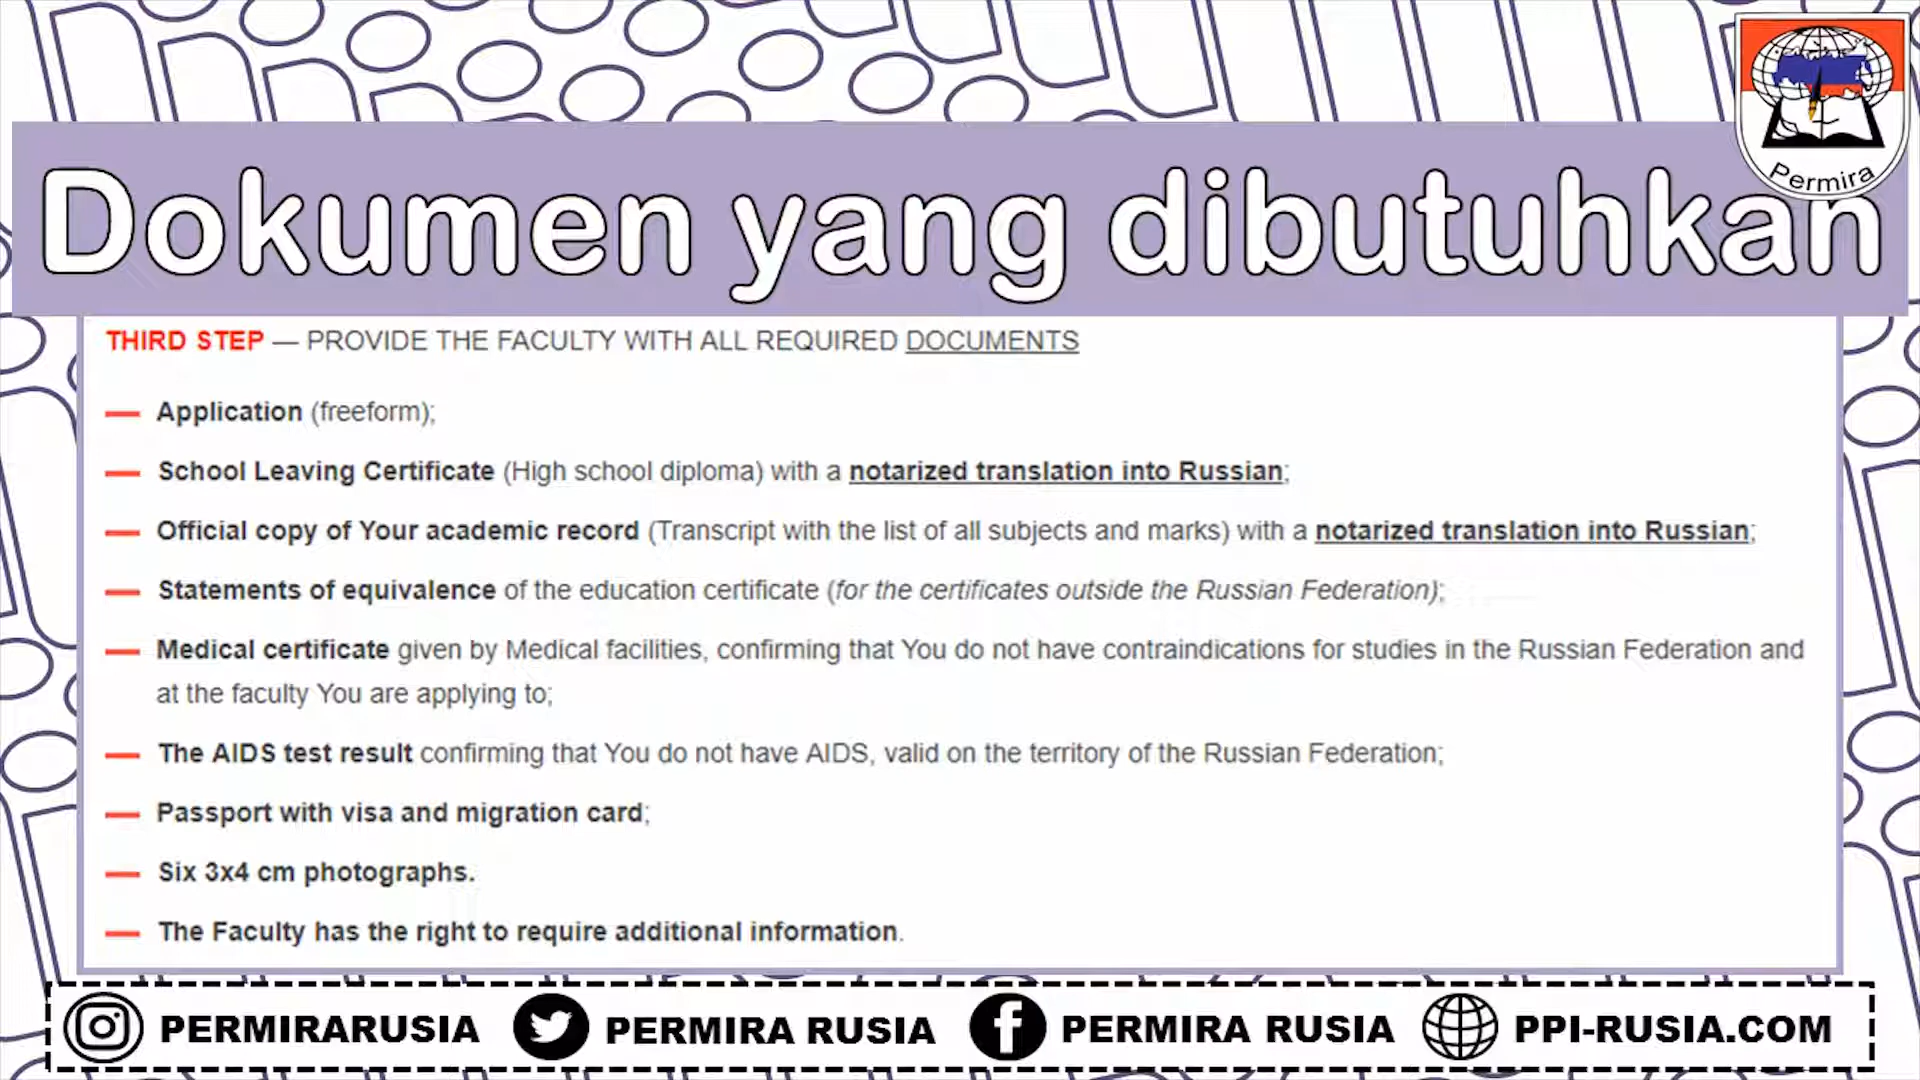 Permira
Dokumen yang dibutuhkan
THIRD STEP — PROVIDE THE FACULTY WITH ALL REQUIRED DOCUMENTS
— Application (freeform);
— School Leaving Certificate (High school diploma) with a notarized translation into Russian;
— Official copy of Your academic record (Transcript with the list of all subjects and marks) with a notarized translation into Russian;
— Statements of equivalence of the education certificate (for the certificates outside the Russian Federation);
— Medical certificate given by Medical facilities, confirming that You do not have contraindications for studies in the Russian Federation and
at the faculty You are applying to;
— The AIDS test result confirming that You do not have AIDS, valid on the territory of the Russian Federation;
— Passport with visa and migration card;
— Six 3x4 cm photographs.
— The Faculty has the right to require additional information.
PERMIRARUSIA PERMIRA RUSIA PERMIRA RUSIA PPI-RUSIA.COM